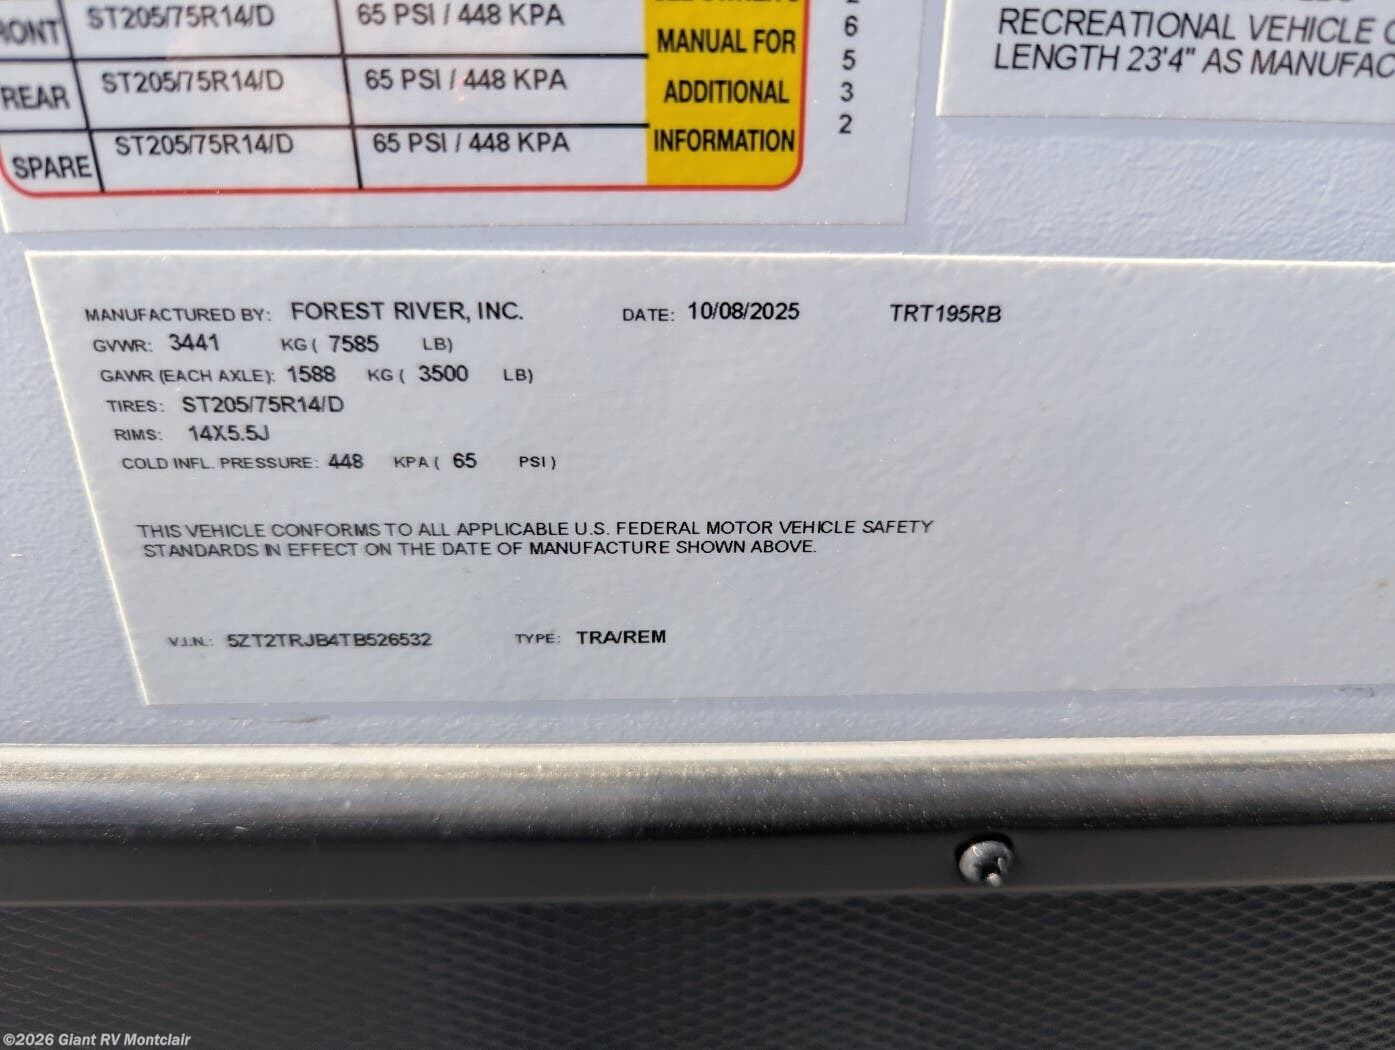 RONT ST205/75R14/D 65 PSI / 448 KPA
REAR ST205/75R14/D 65 PSI / 448 KPA
SPARE ST205/75R14/D 65 PSI / 448 KPA
MANUAL FOR
ADDITIONAL
INFORMATION
6
5
3
2
RECREATIONAL VEHICLE
LENGTH 23'4" AS MANUFAC
MANUFACTURED BY: FOREST RIVER, INC. DATE: 10/08/2025 TRT195RB
GVWR: 3441 KG ( 7585 LB)
GAWR (EACH AXLE): 1588 KG ( 3500 LB)
TIRES: ST205/75R14/D
RIMS: 14X5.5J
COLD INFL. PRESSURE: 448 KPA ( 65 PSI )
THIS VEHICLE CONFORMS TO ALL APPLICABLE U.S. FEDERAL MOTOR VEHICLE SAFETY
STANDARDS IN EFFECT ON THE DATE OF MANUFACTURE SHOWN ABOVE.
V.I.N.: 5ZT2TRJB4TB526532 TYPE: TRA/REM
©2026 Giant RV Montclair